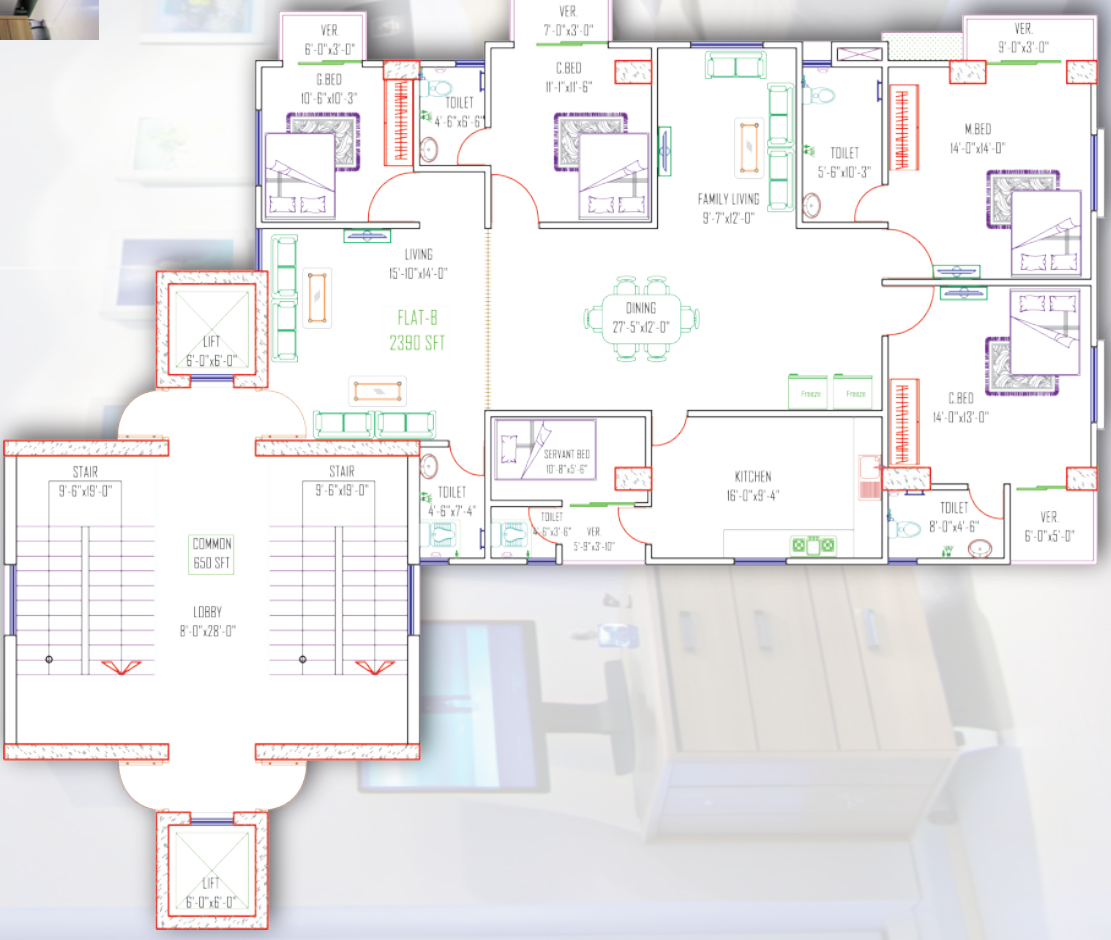 VER.
6'-0"x3'-0"
VER.
7'-0"x3'-0"
VER.
9'-0"x3'-0"
G.BED
10'-6"x10'-3"
TOILET
4'-6"x6'-6"
C.BED
11'-1"x11'-6"
FAMILY LIVING
9'-7"x12'-0"
TOILET
5'-6"x10'-3"
M.BED
14'-0"x14'-0"
LIVING
15'-10"x14'-0"
FLAT-B
2390 SFT
DINING
27'-5"x12'-0"
Freeze
Freeze
C.BED
14'-0"x13'-0"
LIFT
6'-0"x6'-0"
STAIR
9'-6"x19'-0"
STAIR
9'-6"x19'-0"
TOILET
4'-6"x7'-4"
SERVANT BED
10'-8"x5'-6"
TOILET
4'-6"x3'-6"
VER.
5'-9"x3'-10"
KITCHEN
16'-0"x9'-4"
TOILET
8'-0"x4'-6"
VER.
6'-0"x5'-0"
COMMON
650 SFT
LOBBY
8'-0"x28'-0"
LIFT
6'-0"x6'-0"